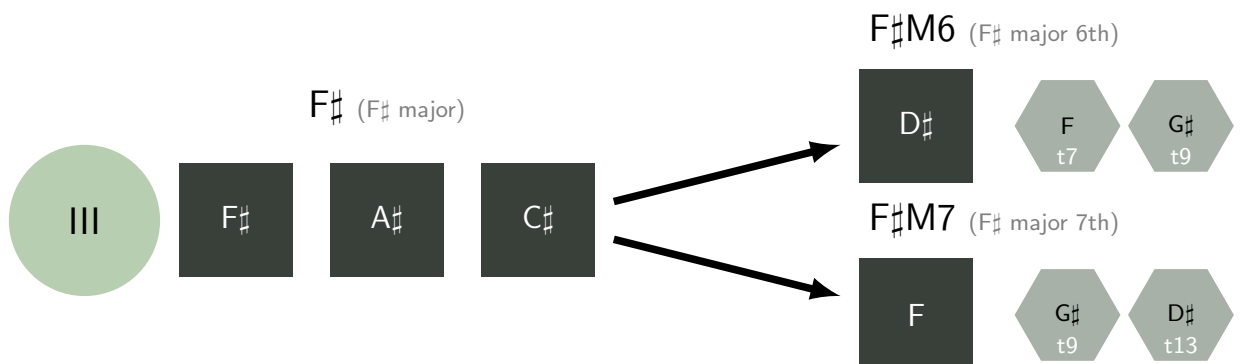 F♯M6 (F♯ major 6th)
F♯ (F♯ major)
D♯
F
t7
G♯
t9
III
F♯
A♯
C♯
F♯M7 (F♯ major 7th)
F
G♯
t9
D♯
t13